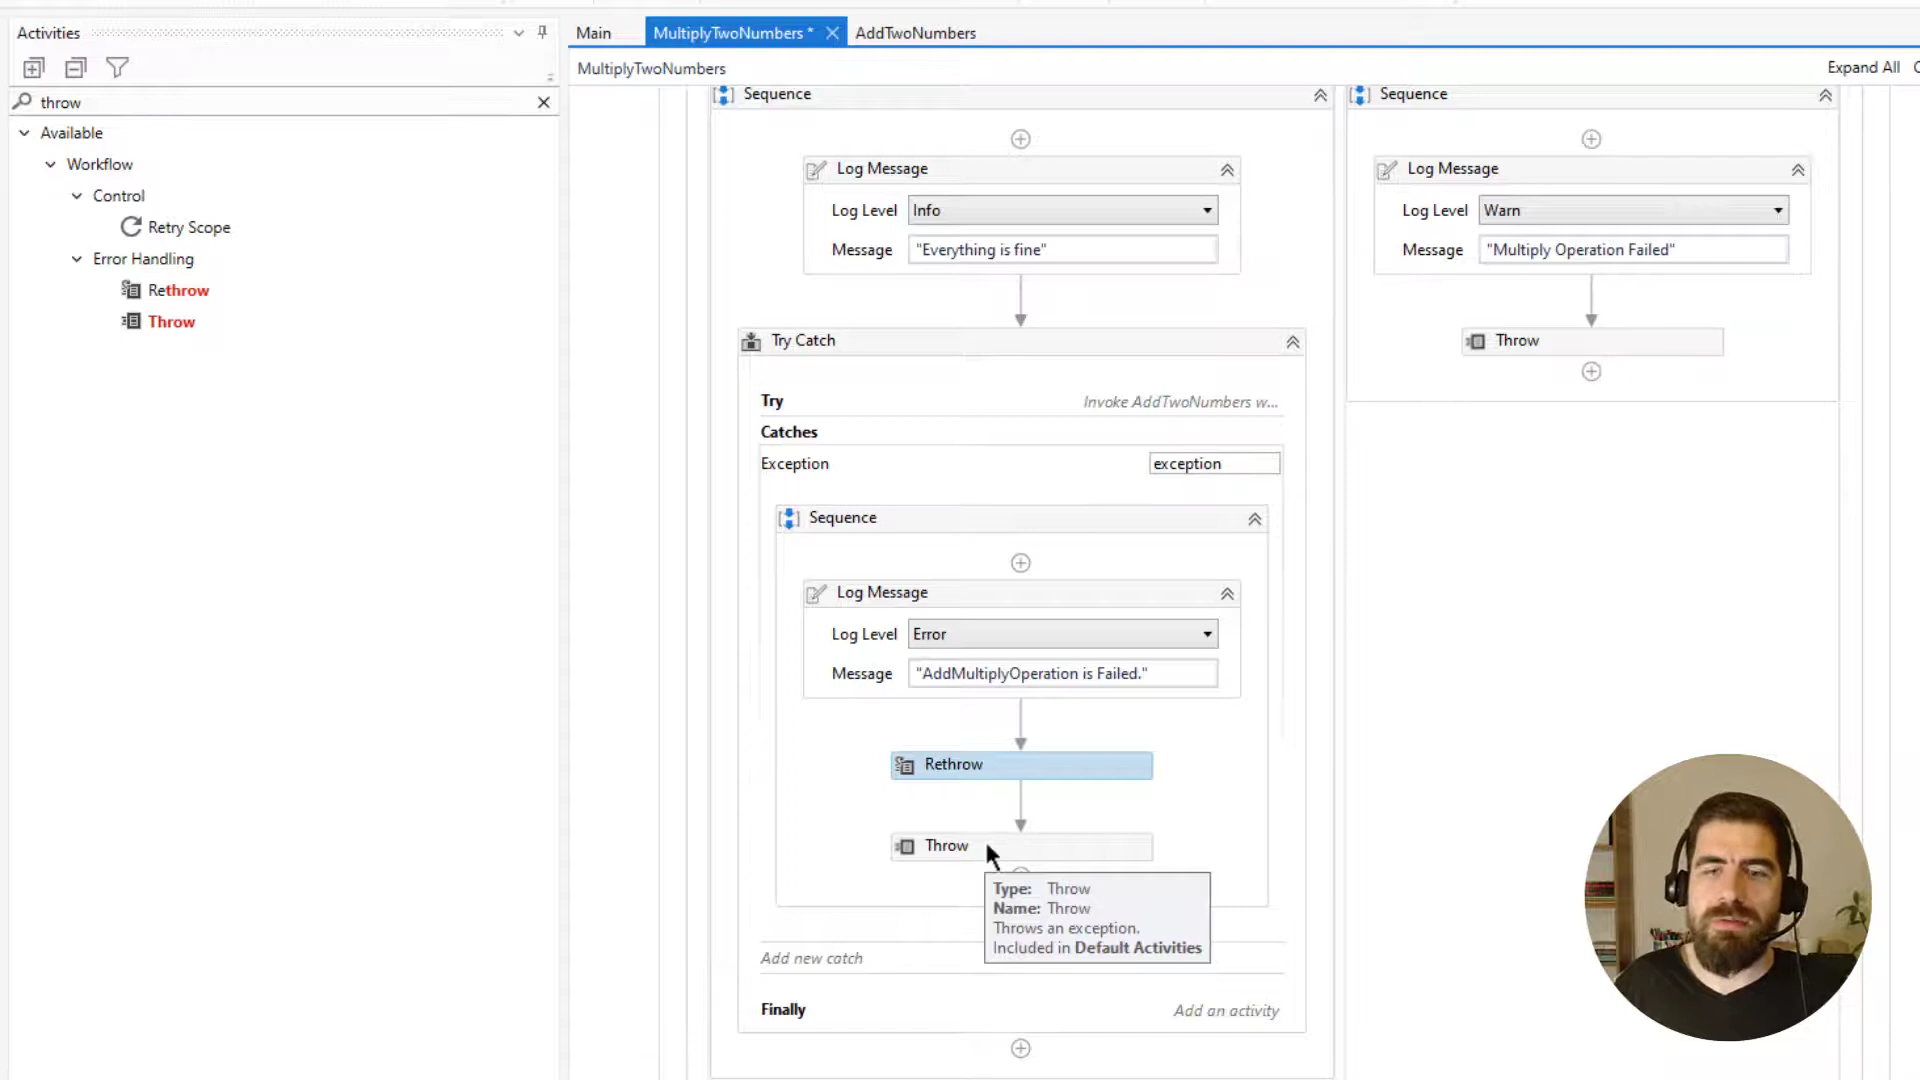 Activities
throw
Available
Workflow
Control
Retry Scope
Error Handling
Rethrow
Throw
Main
MultiplyTwoNumbers *
AddTwoNumbers
MultiplyTwoNumbers
Expand All
Sequence
Log Message
Log Level Info
Message "Everything is fine"
Try Catch
Try Invoke AddTwoNumbers w...
Catches
Exception exception
Sequence
Log Message
Log Level Error
Message "AddMultiplyOperation is Failed."
Rethrow
Throw
Type: Throw
Name: Throw
Throws an exception.
Included in Default Activities
Add new catch
Finally Add an activity
Sequence
Log Message
Log Level Warn
Message "Multiply Operation Failed"
Throw